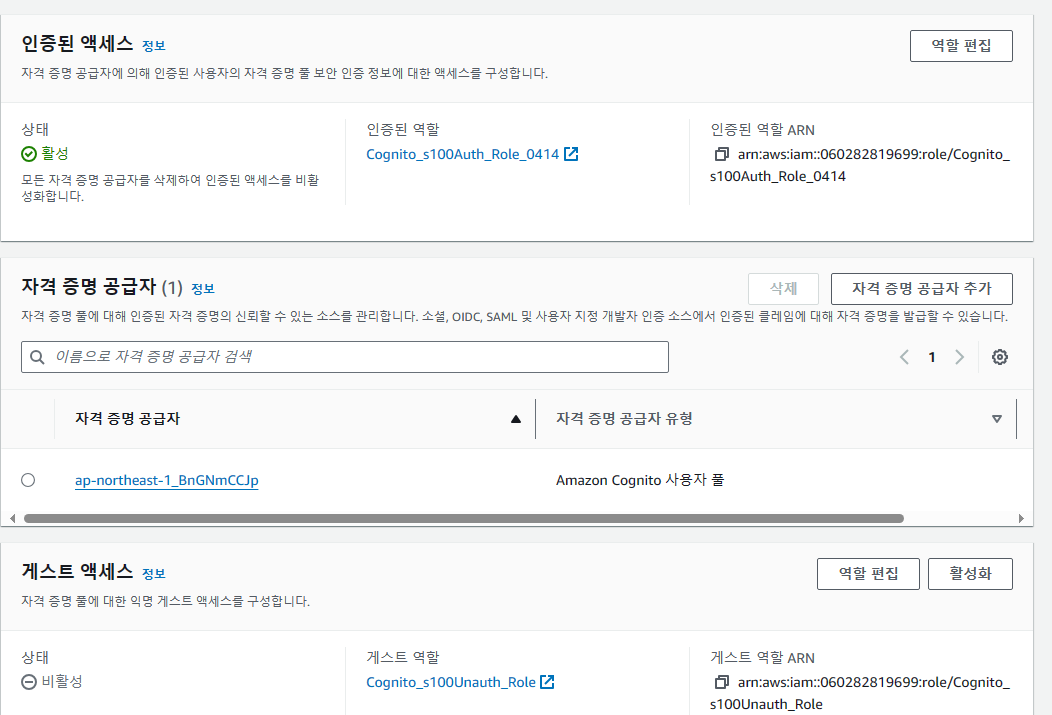 인증된 액세스 정보
역할 편집
자격 증명 공급자에 의해 인증된 사용자의 자격 증명 풀 보안 인증 정보에 대한 액세스를 구성합니다.
상태
활성
모든 자격 증명 공급자를 삭제하여 인증된 액세스를 비활
성화합니다.
인증된 역할
Cognito_s100Auth_Role_0414
인증된 역할 ARN
arn:aws:iam::060282819699:role/Cognito_
s100Auth_Role_0414
자격 증명 공급자 (1) 정보
삭제
자격 증명 공급자 추가
자격 증명 풀에 대해 인증된 자격 증명의 신뢰할 수 있는 소스를 관리합니다. 소셜, OIDC, SAML 및 사용자 지정 개발자 인증 소스에서 인증된 클레임에 대해 자격 증명을 발급할 수 있습니다.
이름으로 자격 증명 공급자 검색
1
자격 증명 공급자
자격 증명 공급자 유형
ap-northeast-1_BnGNmCCJp
Amazon Cognito 사용자 풀
게스트 액세스 정보
역할 편집
활성화
자격 증명 풀에 대한 익명 게스트 액세스를 구성합니다.
상태
비활성
게스트 역할
Cognito_s100Unauth_Role
게스트 역할 ARN
arn:aws:iam::060282819699:role/Cognito_
s100Unauth_Role